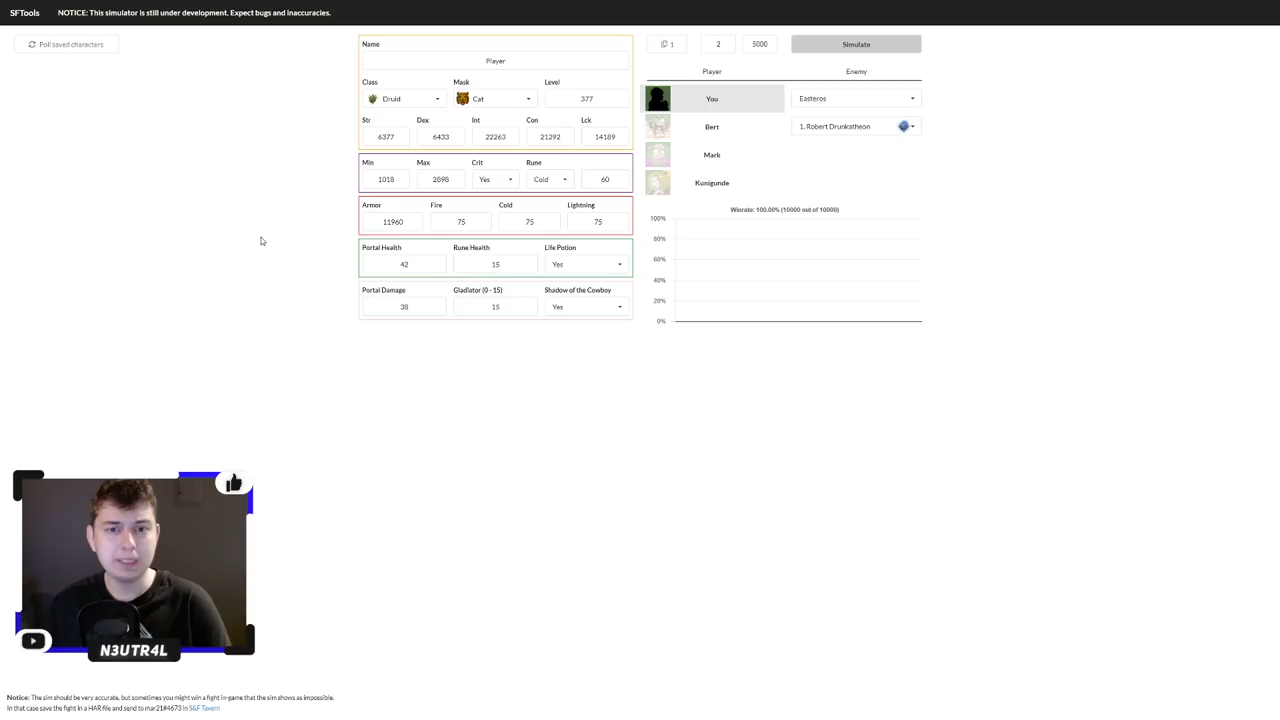 SFTools NOTICE: This simulator is still under development. Expect bugs and inaccuracies.
Poll saved characters
Name
Player
Class Mask Level
Druid Cat 377
Str Dex Int Con Lck
6377 6433 22263 21292 14189
Min Max Crit Rune
1018 2898 Yes Cold 60
Armor Fire Cold Lightning
11960 75 75 75
Portal Health Rune Health Life Potion
42 15 Yes
Portal Damage Gladiator (0 - 15) Shadow of the Cowboy
38 15 Yes
1 2 5000 Simulate
Player Enemy
You Easteros
Bert 1. Robert Drunkatheon
Mark
Kunigunde
Winrate: 100.00% (10000 out of 10000)
100%
80%
60%
40%
20%
0%
N3UTR4L
Notice: The sim should be very accurate, but sometimes you might win a fight in-game that the sim shows as impossible.
In that case save the fight in a HAR file and send to mar21#4673 in S&F Tavern